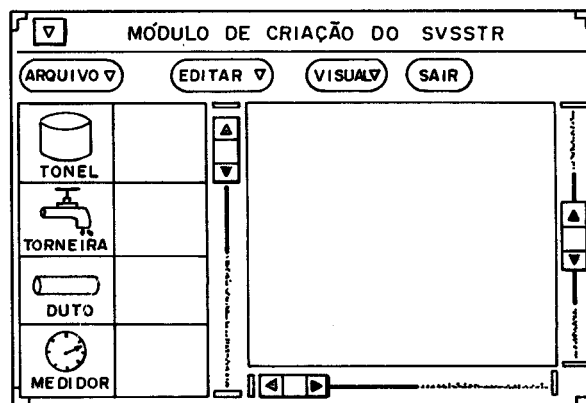 MÓDULO DE CRIAÇÃO DO SVSSTR
ARQUIVO EDITAR VISUAL SAIR
TONEL
TORNEIRA
DUTO
MEDIDOR